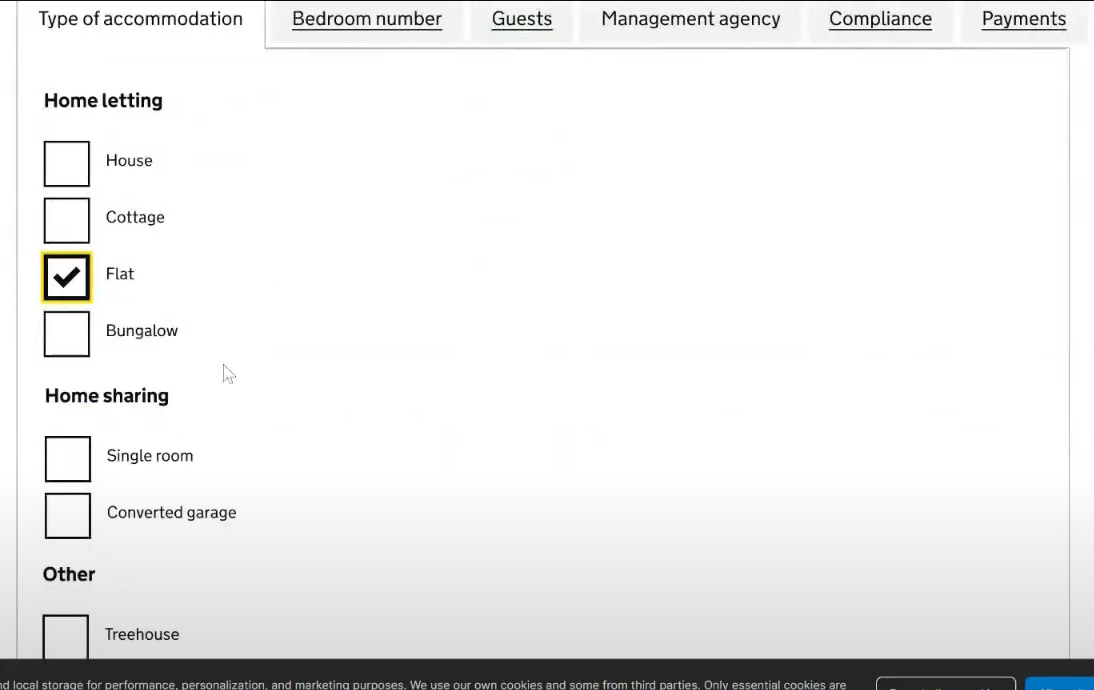 Type of accommodation Bedroom number Guests Management agency Compliance Payments
Home letting
House
Cottage
Flat
Bungalow
Home sharing
Single room
Converted garage
Other
Treehouse
local storage for performance, personalization, and marketing purposes. We use our own cookies and some from third parties. Only essential cookies are